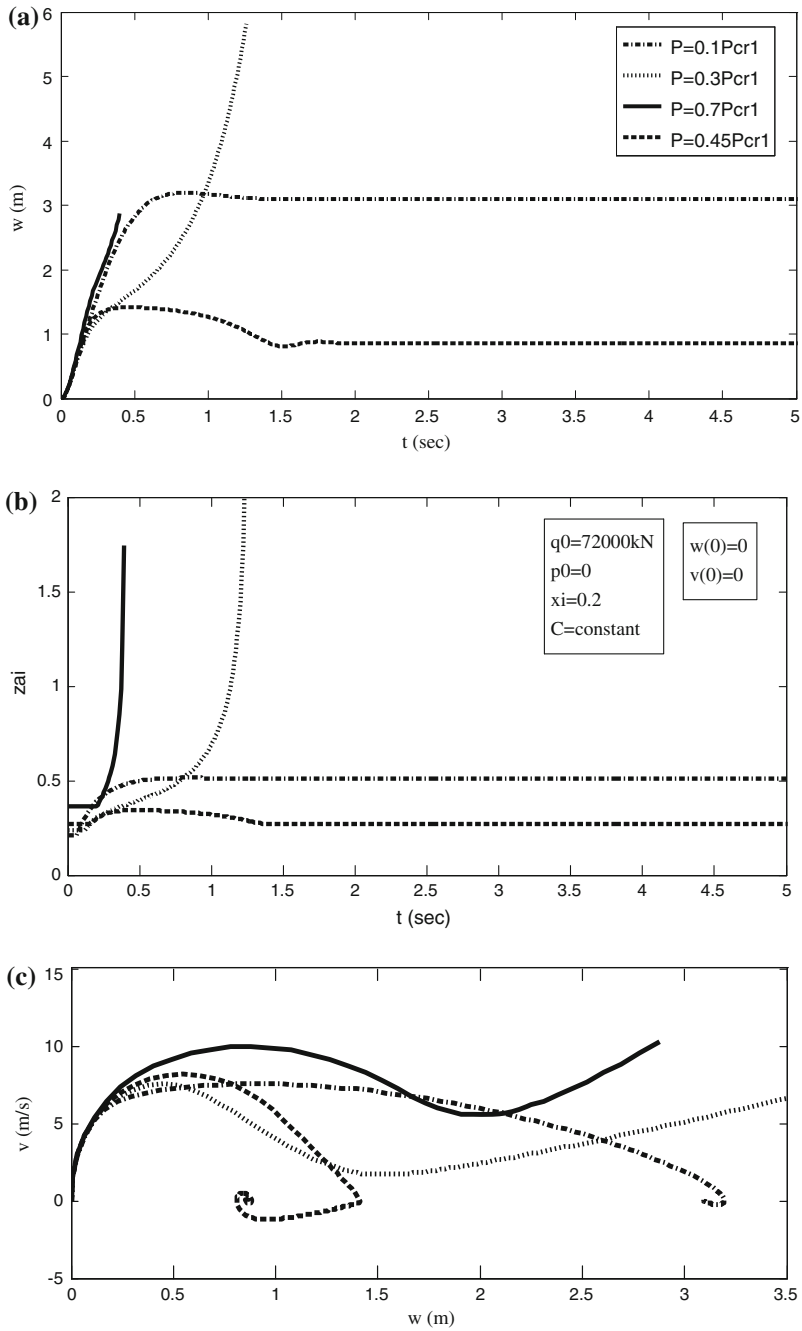 (a)
6
5
4
3
2
1
0
w (m)
P=0.1Pcr1
P=0.3Pcr1
P=0.7Pcr1
P=0.45Pcr1
0 0.5 1 1.5 2 2.5 3 3.5 4 4.5 5
t (sec)
(b)
2
1.5
1
0.5
0
zai
q0=72000kN
p0=0
xi=0.2
C=constant
w(0)=0
v(0)=0
0 0.5 1 1.5 2 2.5 3 3.5 4 4.5 5
t (sec)
(c)
15
10
5
0
-5
v (m/s)
0 0.5 1 1.5 2 2.5 3 3.5
w (m)